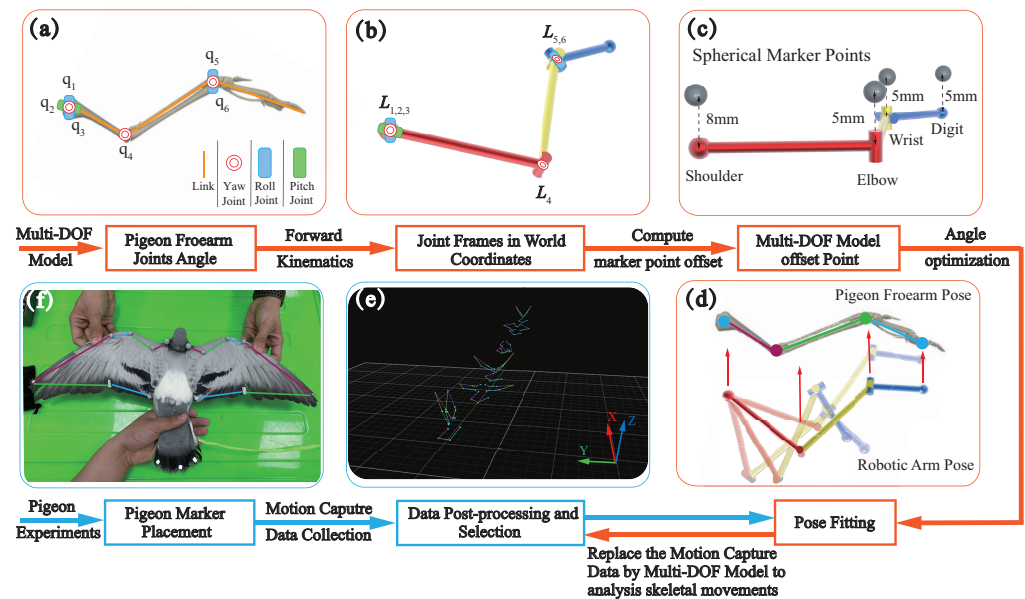 (a)
q1
q2
q3
q4
q5
q6
Link
Yaw
Joint
Roll
Joint
Pitch
Joint
(b)
L5,6
L1,2,3
L4
(c)
Spherical Marker Points
8mm
5mm
5mm
5mm
Shoulder
Elbow
Wrist
Digit
Multi-DOF
Model
Pigeon Froearm
Joints Angle
Forward
Kinematics
Joint Frames in World
Coordinates
Compute
marker point offset
Multi-DOF Model
offset Point
Angle
optimization
(f)
(e)
X
Z
Y
(d)
Pigeon Froearm Pose
Robotic Arm Pose
Pigeon
Experiments
Pigeon Marker
Placement
Motion Caputre
Data Collection
Data Post-processing and
Selection
Pose Fitting
Replace the Motion Capture
Data by Multi-DOF Model to
analysis skeletal movements